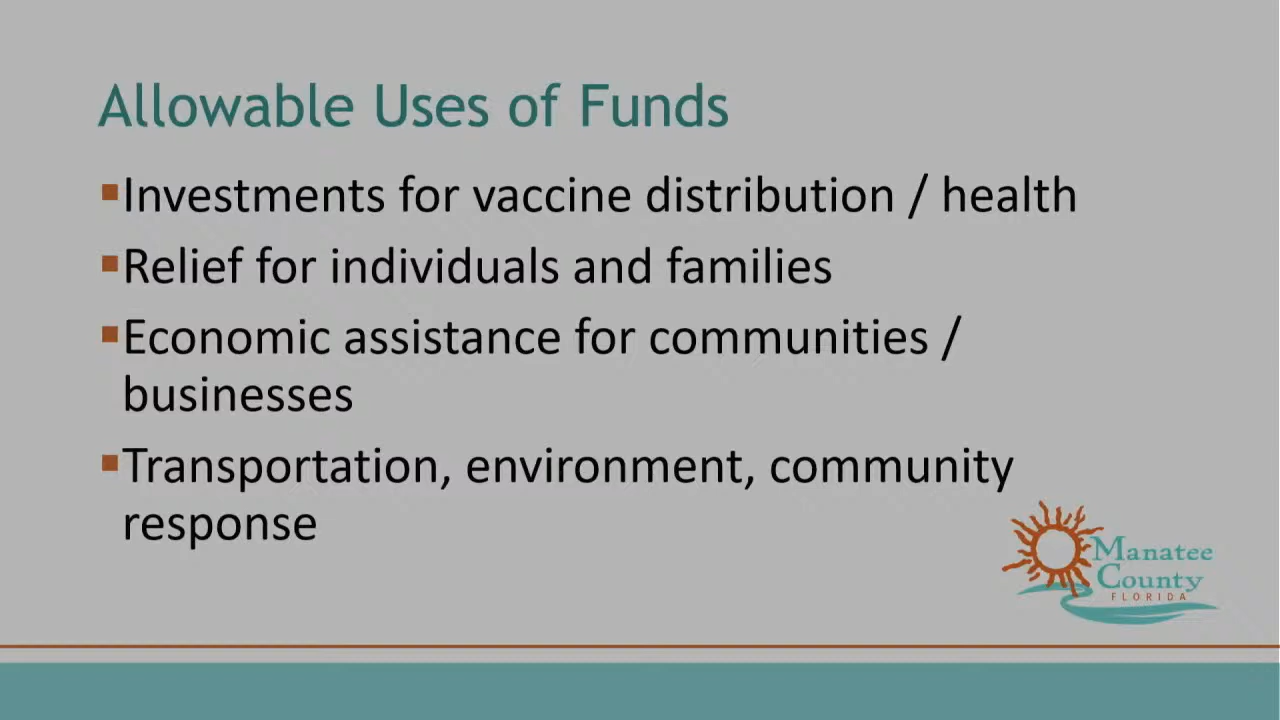 Allowable Uses of Funds
▪Investments for vaccine distribution / health
▪Relief for individuals and families
▪Economic assistance for communities /
businesses
▪Transportation, environment, community
response
Manatee
County
FLORIDA